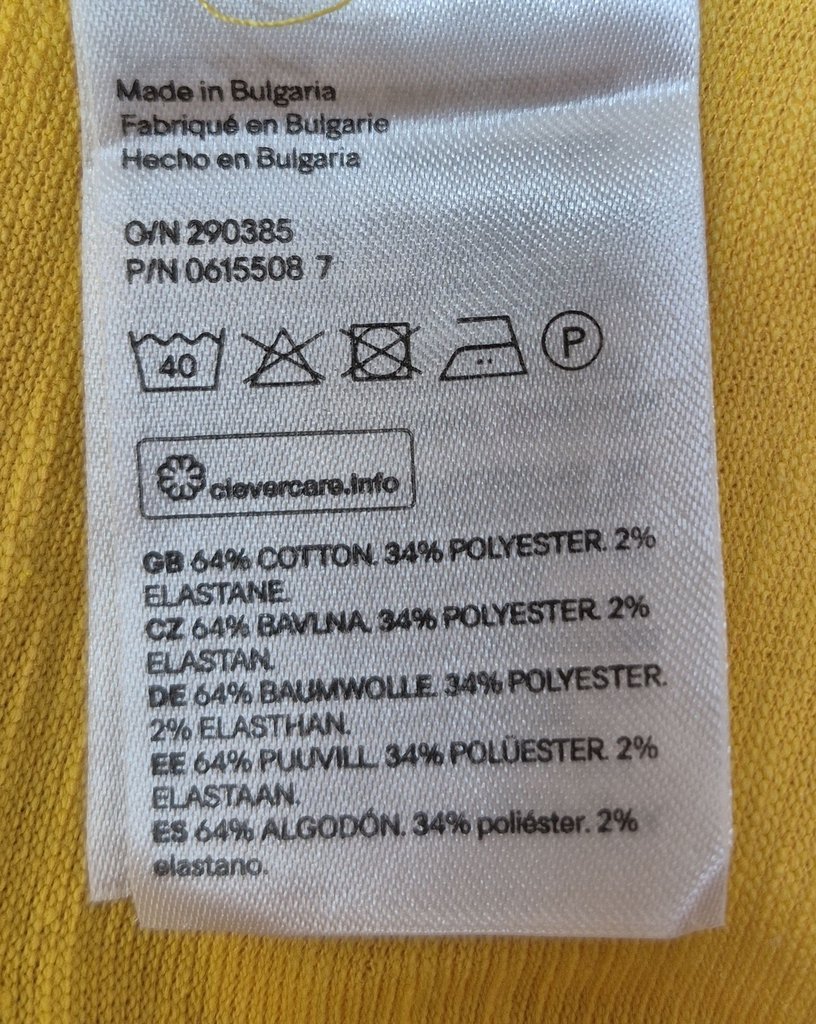 Made in Bulgaria
Fabriqué en Bulgarie
Hecho en Bulgaria
O/N 290385
P/N 0615508 7
40 P
clevercare.info
GB 64% COTTON. 34% POLYESTER. 2%
ELASTANE.
CZ 64% BAVLNA. 34% POLYESTER. 2%
ELASTAN.
DE 64% BAUMWOLLE. 34% POLYESTER.
2% ELASTHAN.
EE 64% PUUVILL. 34% POLÜESTER. 2%
ELASTAAN.
ES 64% ALGODÓN. 34% poliéster. 2%
elastano.